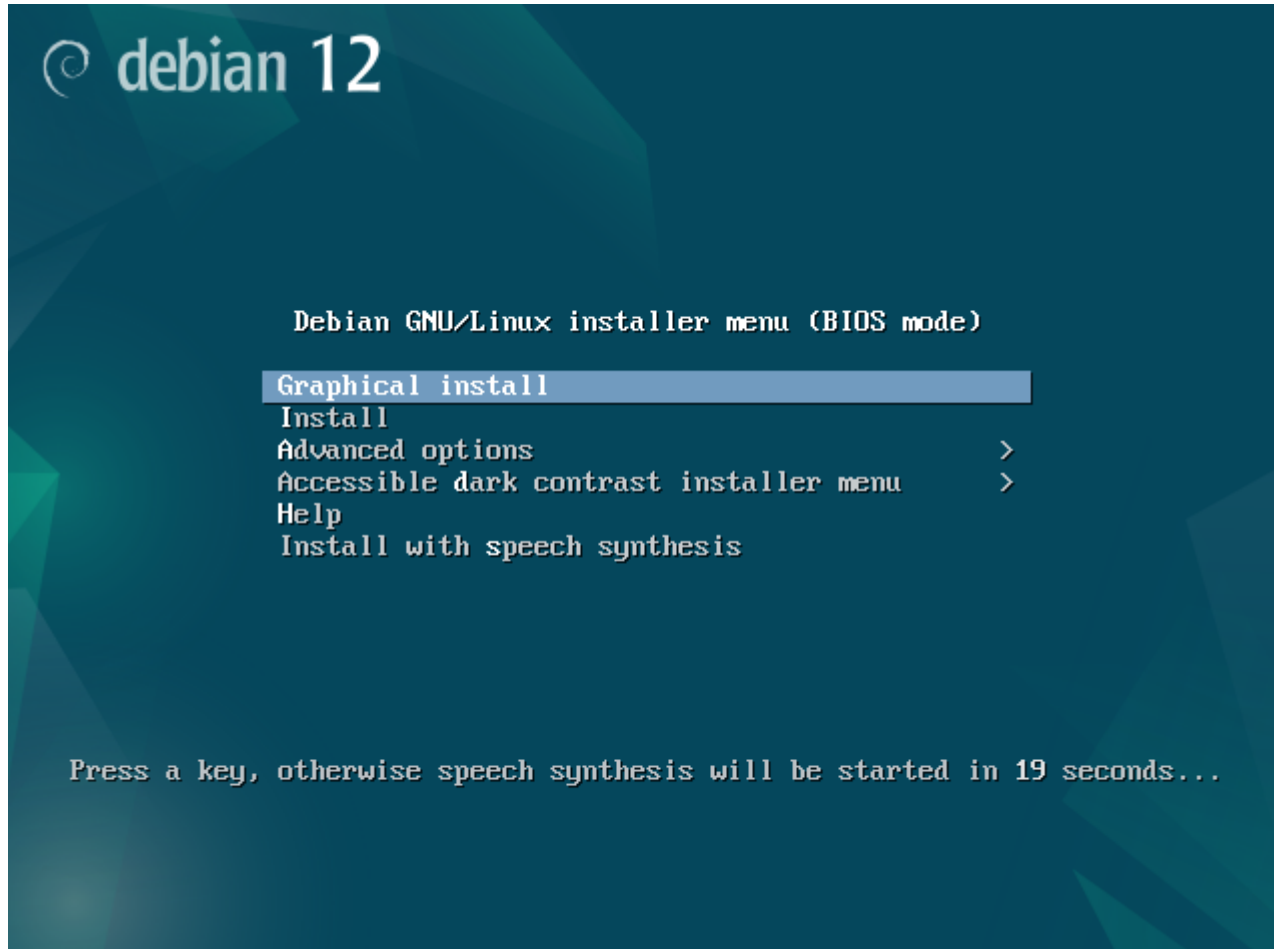 debian 12
Debian GNU/Linux installer menu (BIOS mode)
Graphical install
Install
Advanced options >
Accessible dark contrast installer menu >
Help
Install with speech synthesis
Press a key, otherwise speech synthesis will be started in 19 seconds...